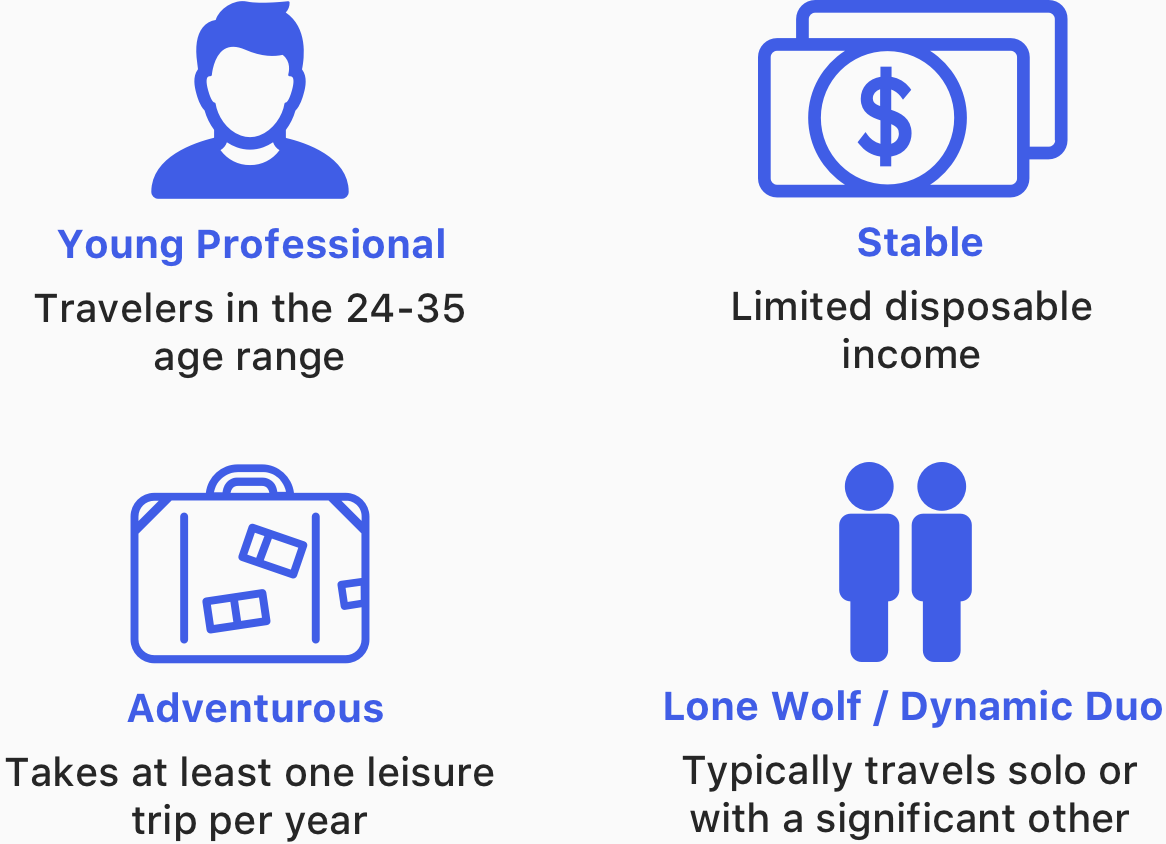 $
Young Professional
Travelers in the 24-35
age range
Stable
Limited disposable
income
Adventurous
Takes at least one leisure
trip per year
Lone Wolf / Dynamic Duo
Typically travels solo or
with a significant other